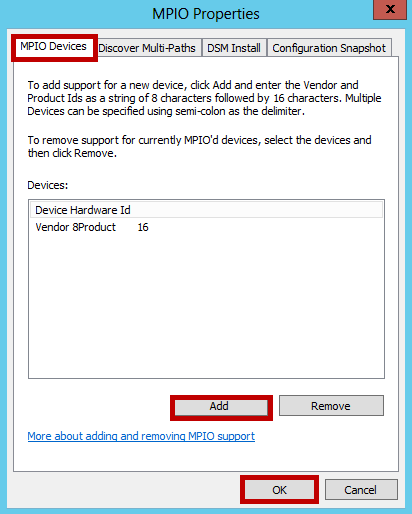 MPIO Properties
x
MPIO Devices Discover Multi-Paths DSM Install Configuration Snapshot
To add support for a new device, click Add and enter the Vendor and
Product Ids as a string of 8 characters followed by 16 characters. Multiple
Devices can be specified using semi-colon as the delimiter.
To remove support for currently MPIO'd devices, select the devices and
then click Remove.
Devices:
Device Hardware Id
Vendor 8Product 16
Add Remove
More about adding and removing MPIO support
OK Cancel